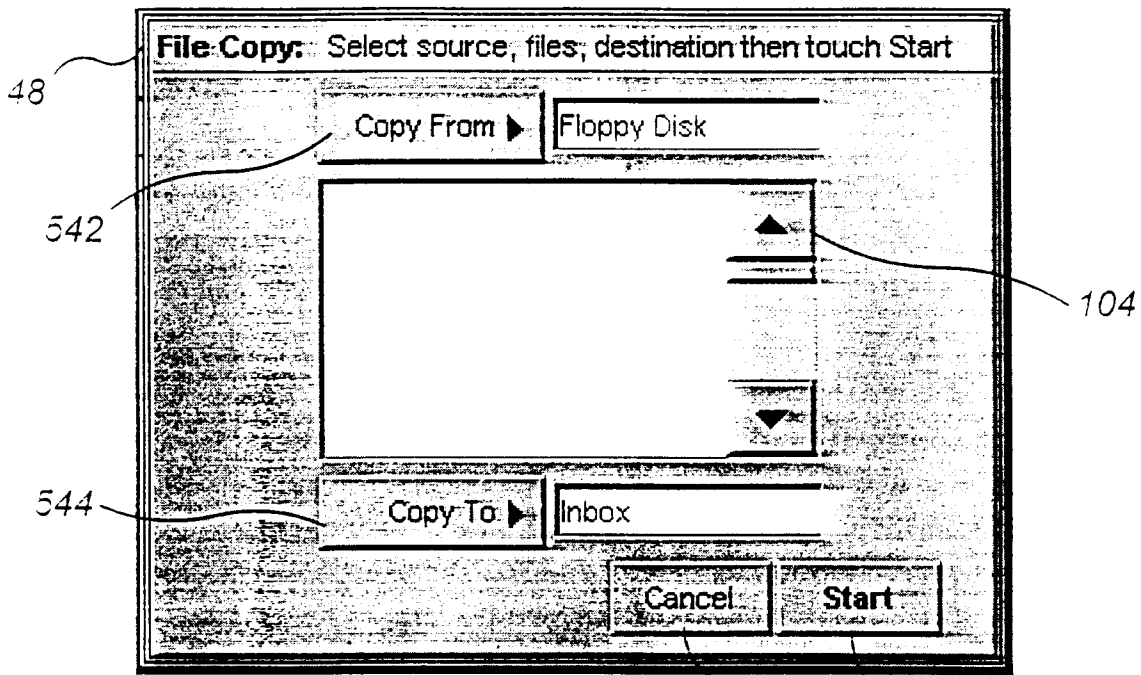 File Copy: Select source, files, destination then touch Start
48
Copy From Floppy Disk
542
104
544
Copy To Inbox
Cancel Start